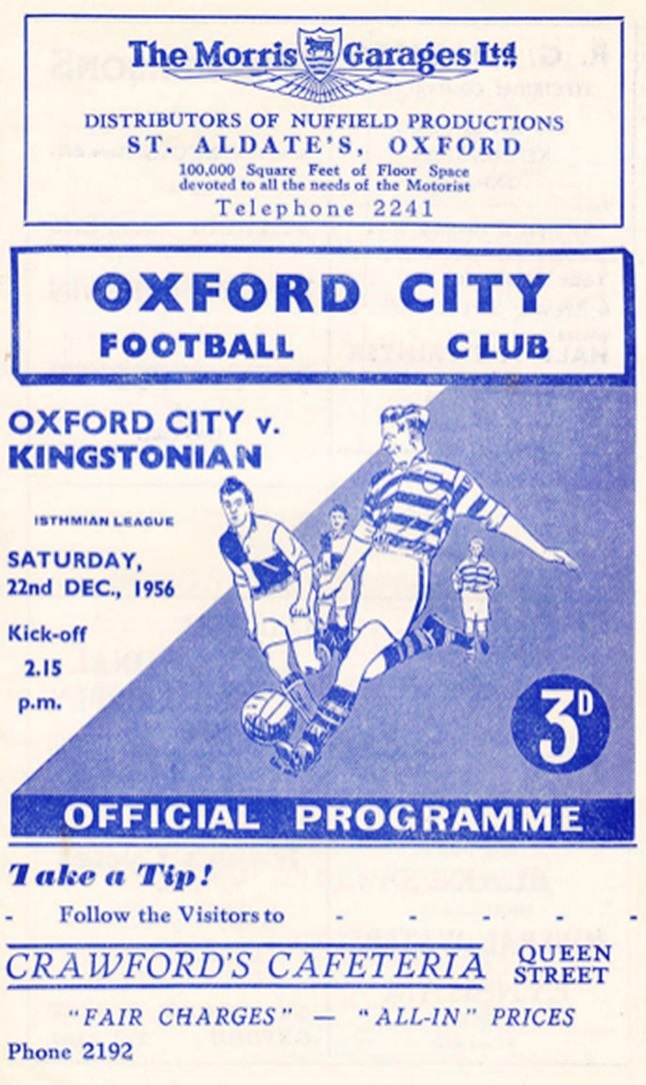 The Morris Garages Ltd
DISTRIBUTORS OF NUFFIELD PRODUCTIONS
ST. ALDATE'S, OXFORD
100,000 Square Feet of Floor Space
devoted to all the needs of the Motorist
Telephone 2241
OXFORD CITY
FOOTBALL CLUB
OXFORD CITY v.
KINGSTONIAN
ISTHMIAN LEAGUE
SATURDAY,
22nd DEC., 1956
Kick-off
2.15
p.m.
3D
OFFICIAL PROGRAMME
Take a Tip!
- Follow the Visitors to - - - - -
CRAWFORD'S CAFETERIA
QUEEN
STREET
"FAIR CHARGES" — "ALL-IN" PRICES
Phone 2192